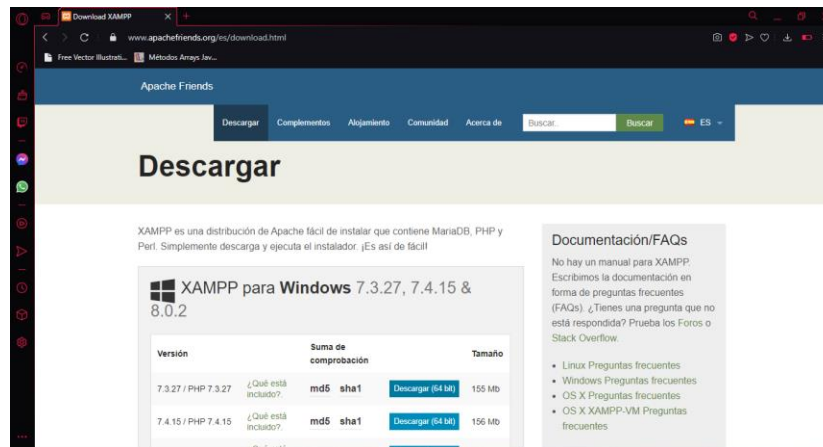 Download XAMPP
www.apachefriends.org/es/download.html
Free Vector Illustrati...
Métodos Arrays Jav...
Apache Friends
Descargar
Complementos
Alojamiento
Comunidad
Acerca de
Buscar...
Buscar
ES
Descargar
XAMPP es una distribución de Apache fácil de instalar que contiene MariaDB, PHP y
Perl. Simplemente descarga y ejecuta el instalador. ¡Es así de fácil!
XAMPP para Windows 7.3.27, 7.4.15 &
8.0.2
Versión
Suma de
comprobación
Tamaño
7.3.27 / PHP 7.3.27
¿Qué está
incluido?.
md5 sha1
Descargar (64 bit)
155 Mb
7.4.15 / PHP 7.4.15
¿Qué está
incluido?.
md5 sha1
Descargar (64 bit)
156 Mb
Documentación/FAQs
No hay un manual para XAMPP.
Escribimos la documentación en
forma de preguntas frecuentes
(FAQs). ¿Tienes una pregunta que no
está respondida? Prueba los Foros o
Stack Overflow.
Linux Preguntas frecuentes
Windows Preguntas frecuentes
OS X Preguntas frecuentes
OS X XAMPP-VM Preguntas
frecuentes